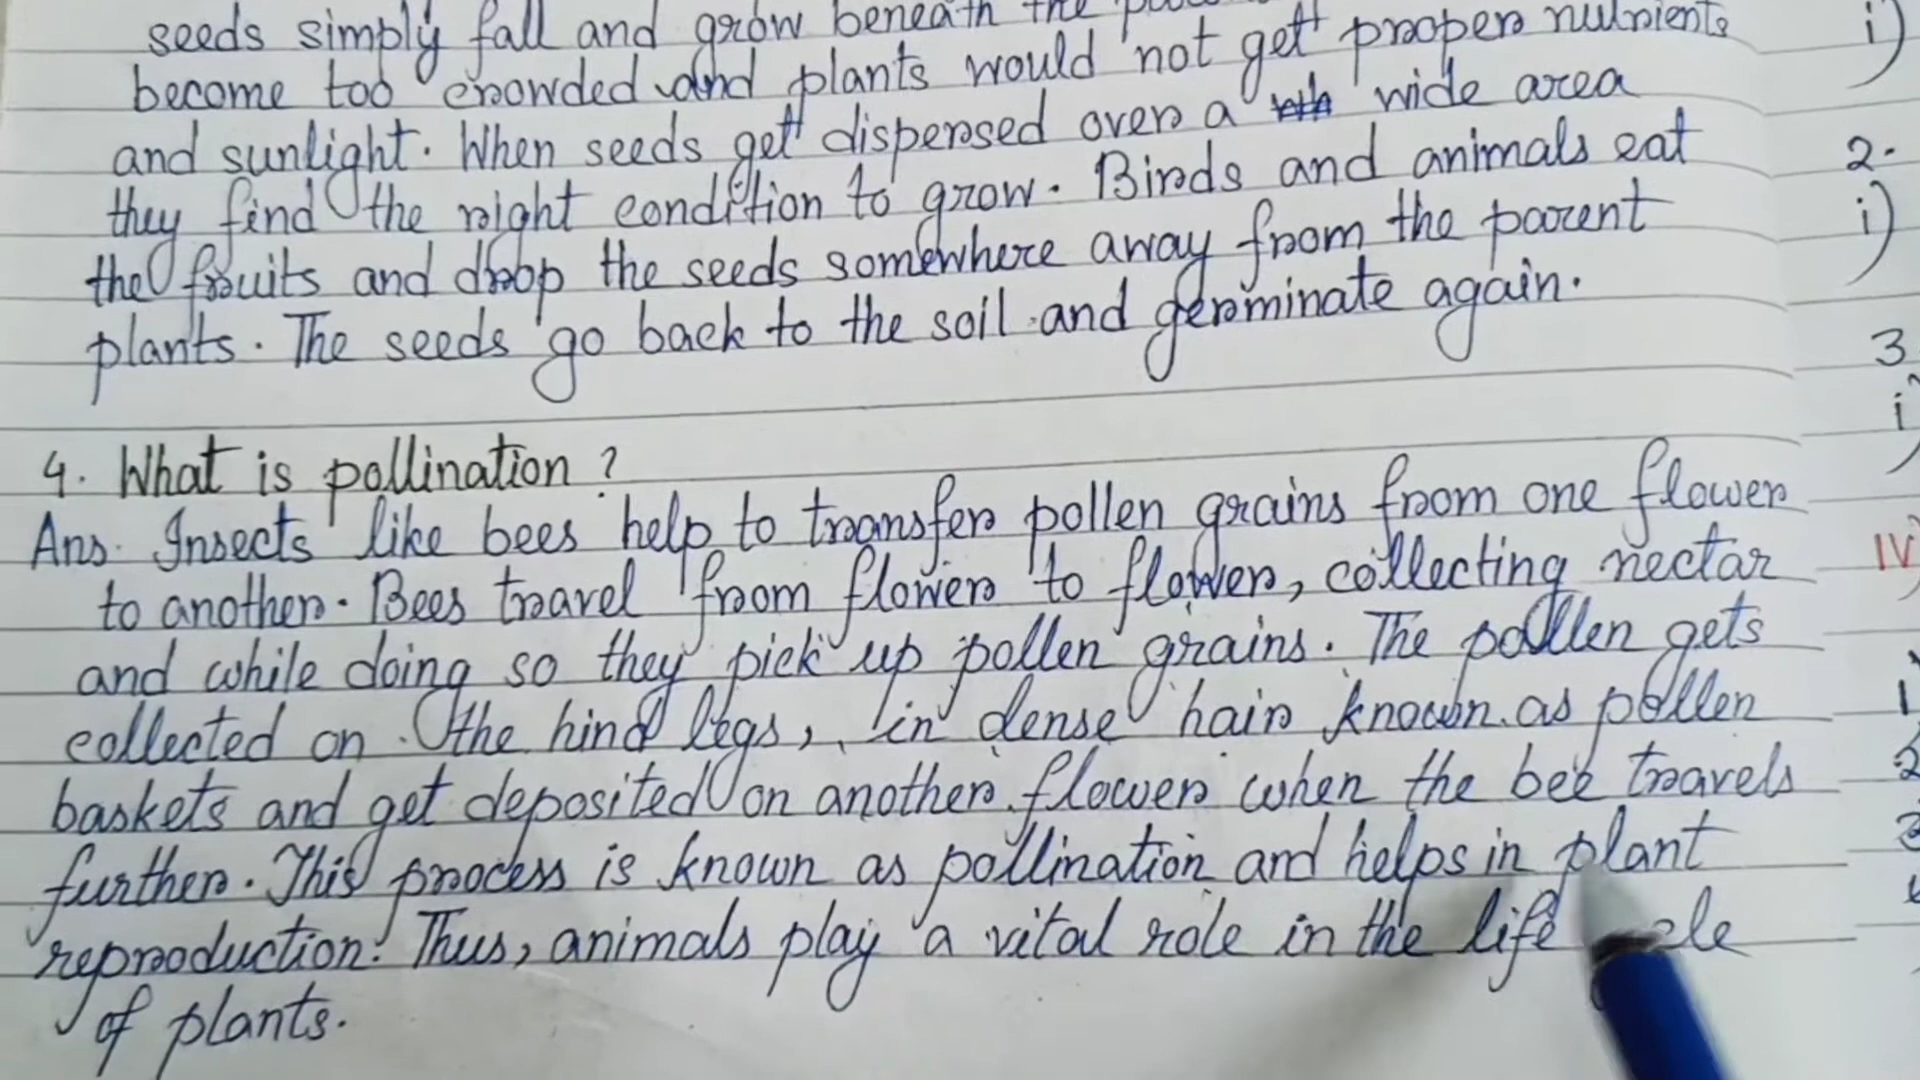 seeds simply fall and grow beneath the
become too crowded and plants would not get proper nutrients
and sunlight. When seeds get dispersed over a wide area
they find the right condition to grow. Birds and animals eat
the fruits and drop the seeds somewhere away from the parent
plants. The seeds go back to the soil and germinate again.
4. What is pollination?
Ans. Insects like bees help to transfer pollen grains from one flower
to another. Bees travel from flower to flower, collecting nectar
and while doing so they pick up pollen grains. The pollen gets
collected on the hind legs, in dense hair known as pollen
baskets and get deposited on another flower when the bee travels
further. This process is known as pollination and helps in plant
reproduction. Thus, animals play a vital role in the life
of plants.
i)
2.
i)
3
i
IV
1
2
3